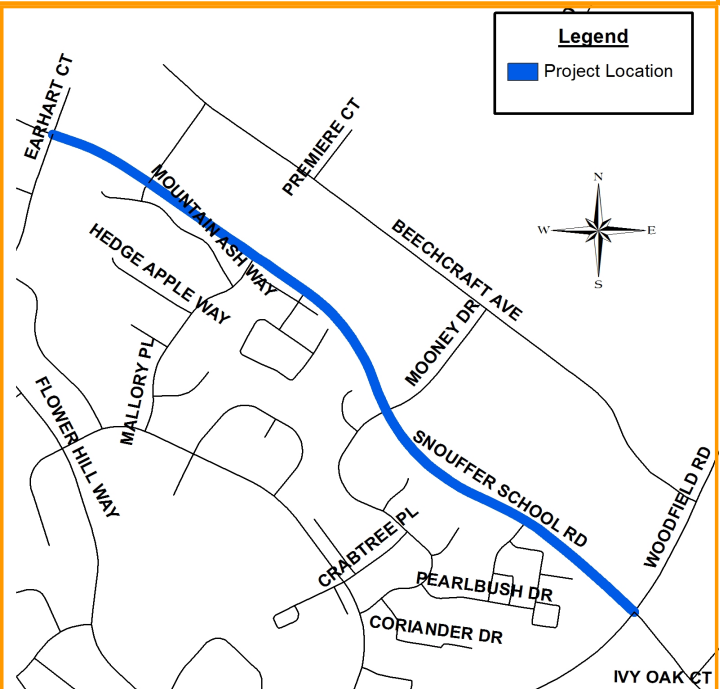 Legend
Project Location
EARHART CT
PREMIERE CT
MOUNTAIN ASH WAY
N
W
E
S
HEDGE APPLE WAY
BEECHCRAFT AVE
MOONEY DR
MALLORY PL
FLOWER HILL WAY
SNOUFFER SCHOOL RD
WOODFIELD RD
CRABTREE PL
PEARLBUSH DR
CORIANDER DR
IVY OAK CT